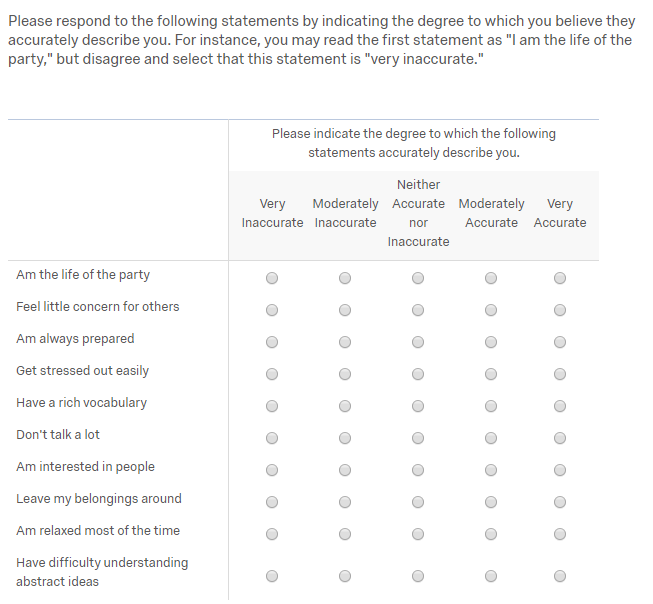 Please respond to the following statements by indicating the degree to which you believe they
accurately describe you. For instance, you may read the first statement as "I am the life of the
party," but disagree and select that this statement is "very inaccurate."
Please indicate the degree to which the following
statements accurately describe you.
Very Inaccurate
Moderately Inaccurate
Neither Accurate nor Inaccurate
Moderately Accurate
Very Accurate
Am the life of the party
Feel little concern for others
Am always prepared
Get stressed out easily
Have a rich vocabulary
Don't talk a lot
Am interested in people
Leave my belongings around
Am relaxed most of the time
Have difficulty understanding
abstract ideas